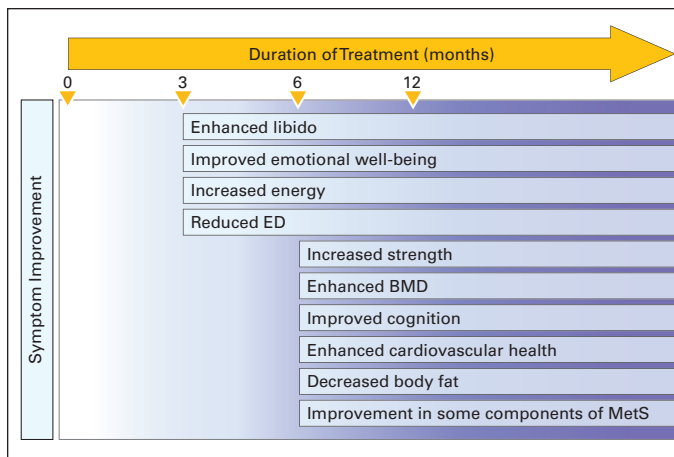 Duration of Treatment (months)
0 3 6 12
Symptom Improvement
Enhanced libido
Improved emotional well-being
Increased energy
Reduced ED
Increased strength
Enhanced BMD
Improved cognition
Enhanced cardiovascular health
Decreased body fat
Improvement in some components of MetS